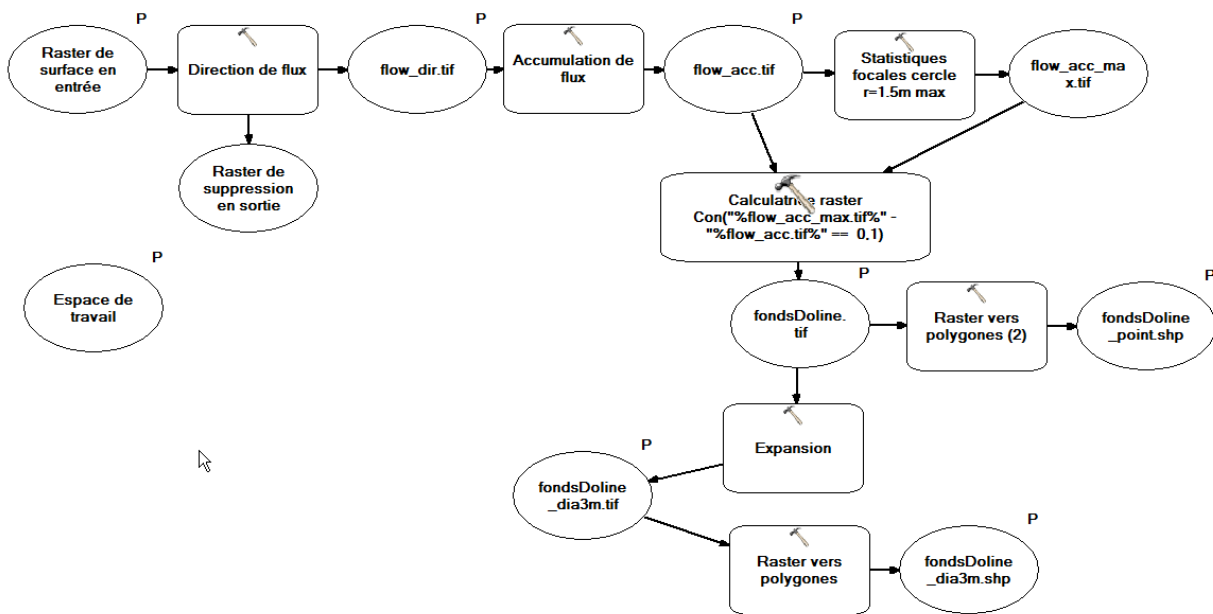 P
Raster de
surface en
entrée
Direction de flux
P
flow_dir.tif
Accumulation de
flux
P
flow_acc.tif
Statistiques
focales cercle
r=1.5m max
P
flow_acc_ma
x.tif
Raster de
suppression
en sortie
Calculatrice raster
Con("%flow_acc_max.tif%" -
"%flow_acc.tif%" == 0,1)
P
Espace de
travail
P
fondsDoline.
tif
Raster vers
polygones (2)
P
fondsDoline
_point.shp
Expansion
P
fondsDoline
_dia3m.tif
Raster vers
polygones
P
fondsDoline
_dia3m.shp